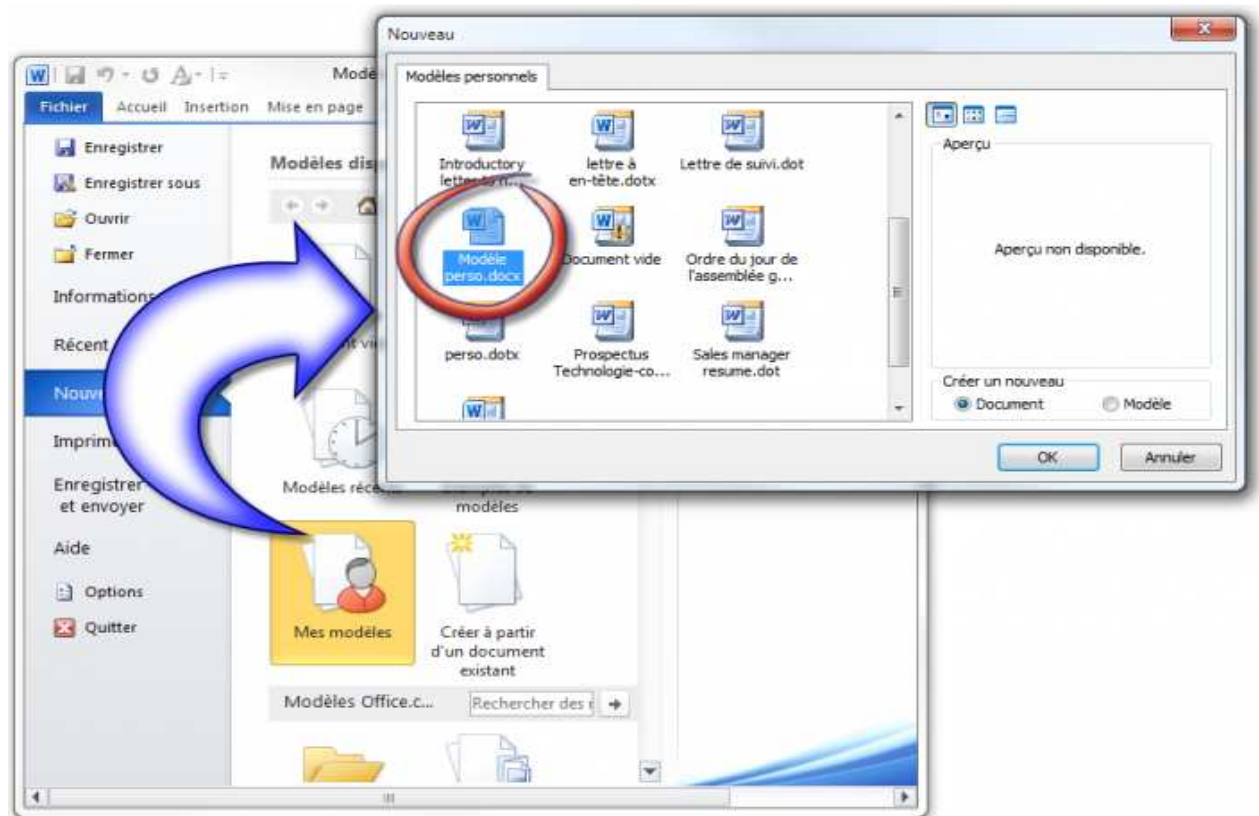 Nouveau
Modèles personnels
Introductory
letter to n...
lettre à
en-tête.dotx
Lettre de suivi.dot
Modèle
perso.docx
Document vide
Ordre du jour de
l'assemblée g...
perso.dotx
Prospectus
Technologie-co...
Sales manager
resume.dot
Aperçu
Aperçu non disponible.
Créer un nouveau
Document
Modèle
OK
Annuler
Fichier
Accueil
Insertion
Mise en page
Enregistrer
Enregistrer sous
Ouvrir
Fermer
Informations
Récent
Enregistrer
et envoyer
Aide
Options
Quitter
modèles
Mes modèles
Créer à partir
d'un document
existant
Modèles Office.c...
Rechercher des